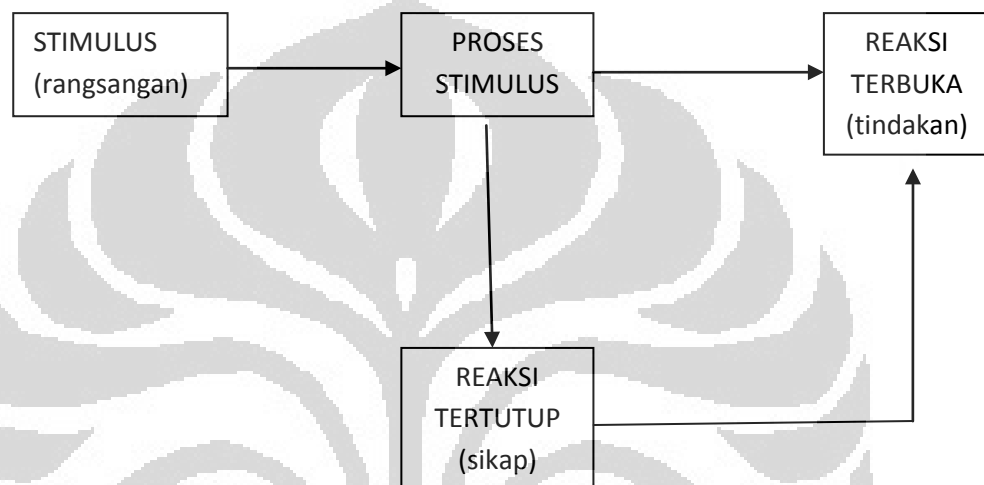 STIMULUS
(rangsangan)
PROSES
STIMULUS
REAKSI
TERBUKA
(tindakan)
REAKSI
TERTUTUP
(sikap)